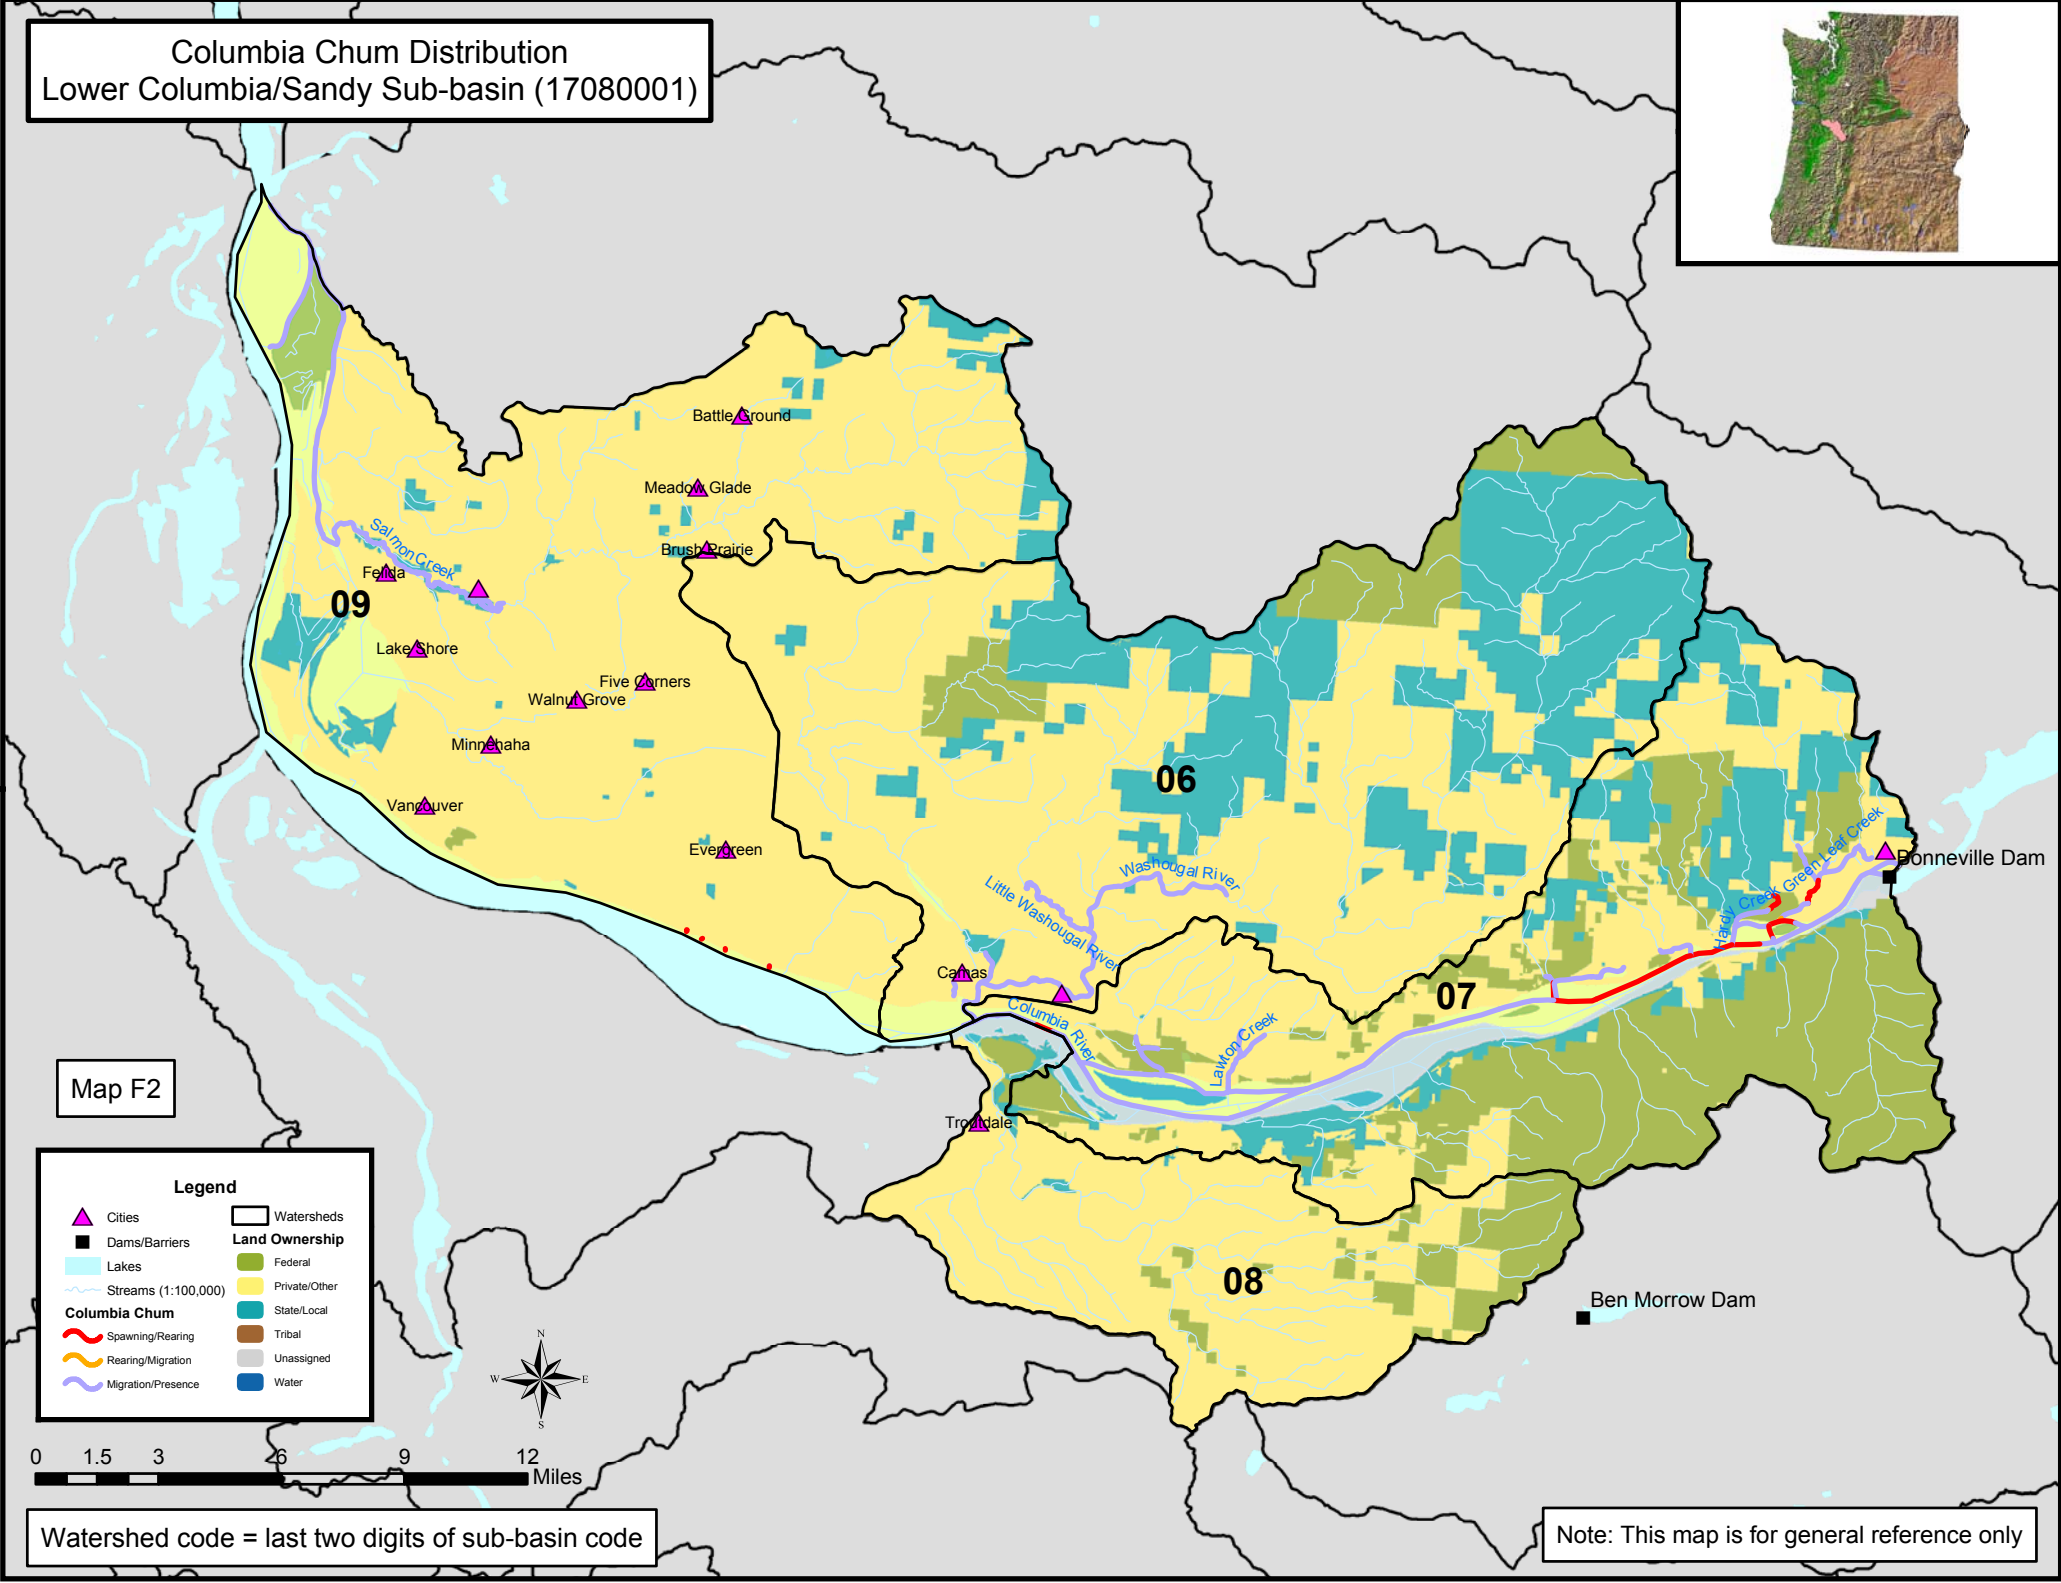 Columbia Chum Distribution
Lower Columbia/Sandy Sub-basin (17080001)
Battle Ground
Meadow Glade
Brush Prairie
Salmon Creek
Felida
09
Lake Shore
Five Corners
Walnut Grove
Minnehaha
Vancouver
Evergreen
06
Washougal River
Little Washougal River
Camas
Columbia River
Lawton Creek
07
Hardy Creek
Green Leaf Creek
Bonneville Dam
Troutdale
08
Ben Morrow Dam
Map F2
Legend
Cities
Dams/Barriers
Lakes
Streams (1:100,000)
Columbia Chum
Spawning/Rearing
Rearing/Migration
Migration/Presence
Watersheds
Land Ownership
Federal
Private/Other
State/Local
Tribal
Unassigned
Water
N
W E
S
0 1.5 3 6 9 12
Miles
Watershed code = last two digits of sub-basin code
Note: This map is for general reference only